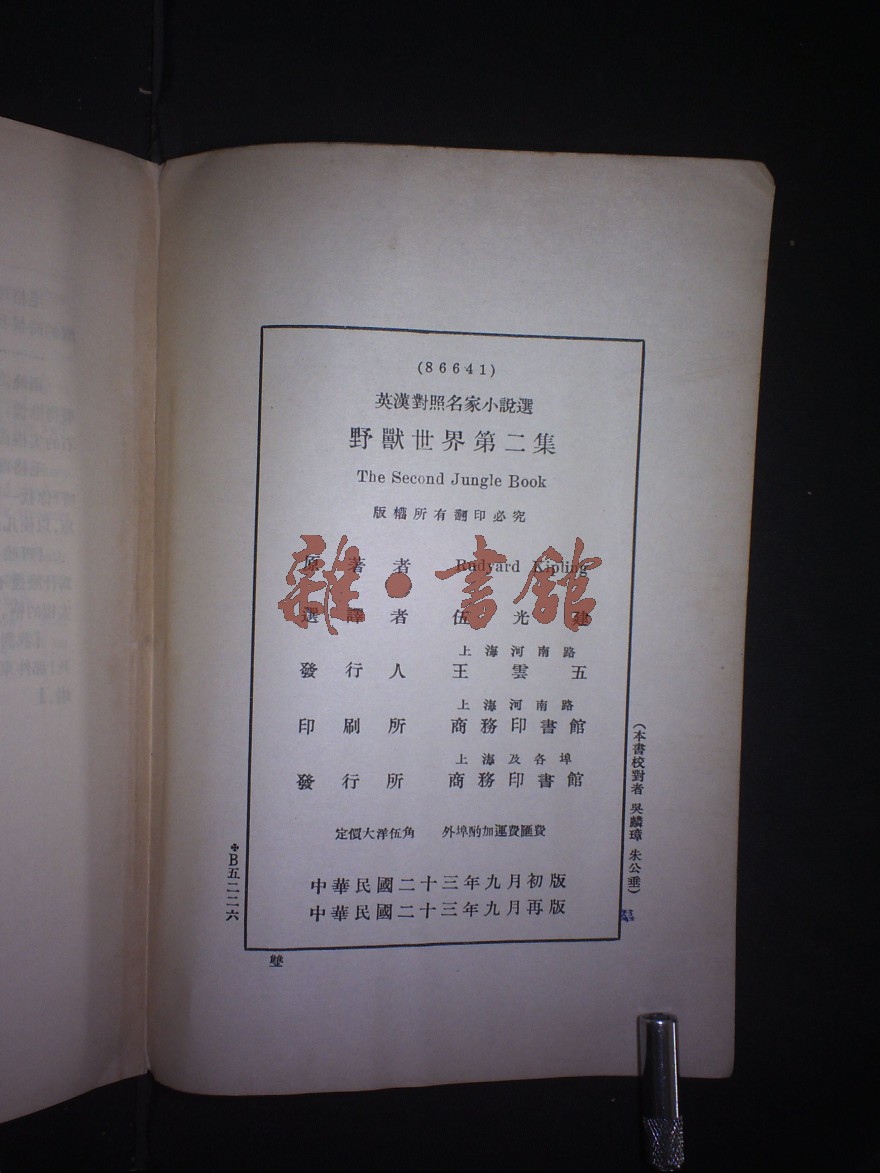 (86641)
英漢對照名家小說選
野獸世界第二集
The Second Jungle Book
版權所有翻印必究
原著者 Rudyard Kipling
選譯者 伍光建
上海河南路
發行人 王雲五
上海河南路
印刷所 商務印書館
上海及各埠
發行所 商務印書館
定價大洋伍角 外埠酌加運費匯費
中華民國二十三年九月初版
中華民國二十三年九月再版
(本書校對者 吳麟璋 朱公垂)
✤B五二二六
雙
雜·書館